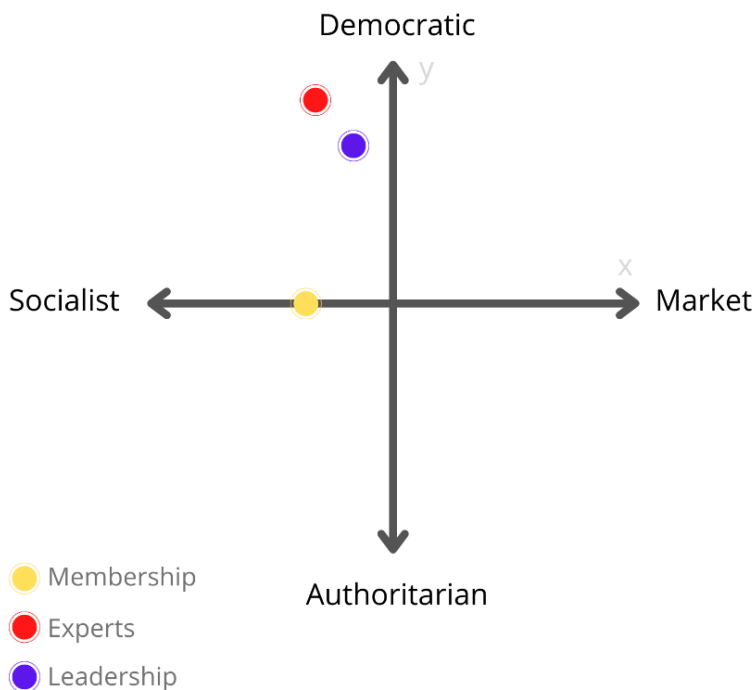 Democratic
y
x
Socialist
Market
Authoritarian
Membership
Experts
Leadership